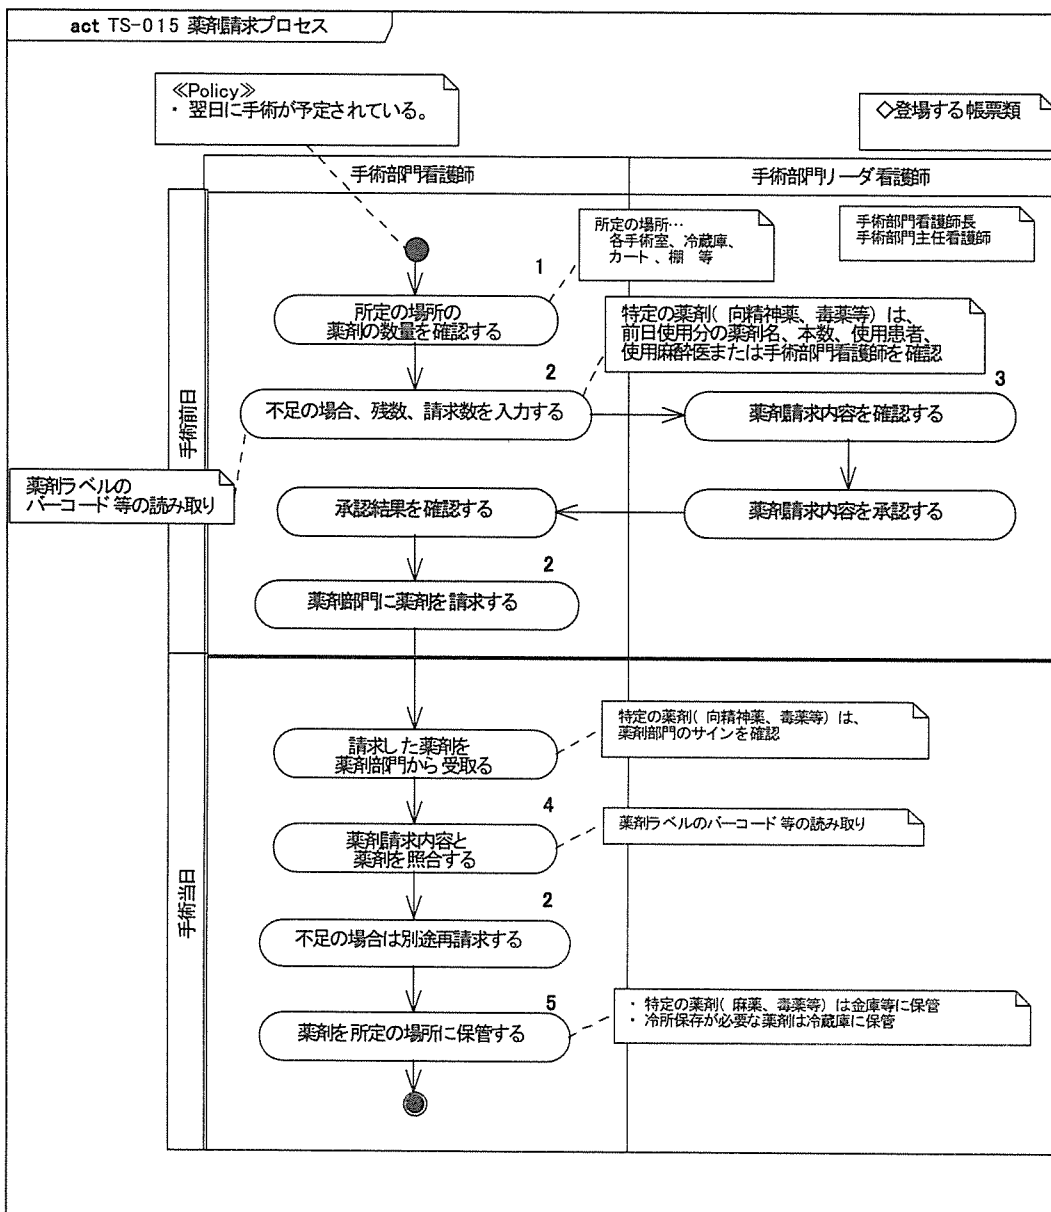 act TS-015 薬剤請求プロセス
≪Policy≫
・ 翌日に手術が予定されている。
◇登場する帳票類
手術部門看護師
手術部門リーダ看護師
手術前日
所定の場所…
各手術室、冷蔵庫、
カート、棚 等
手術部門看護師長
手術部門主任看護師
1
所定の場所の
薬剤の数量を確認する
特定の薬剤( 向精神薬、毒薬等) は、
前日使用分の薬剤名、本数、使用患者、
使用麻酔医または手術部門看護師を確認
2
不足の場合、残数、請求数を入力する
3
薬剤請求内容を確認する
薬剤ラベルの
バーコード 等の読み取り
承認結果を確認する
薬剤請求内容を承認する
2
薬剤部門に薬剤を請求する
手術当日
請求した薬剤を
薬剤部門から 受取る
特定の薬剤( 向精神薬、毒薬等) は、
薬剤部門のサインを確認
4
薬剤請求内容と
薬剤を照合する
薬剤ラベルのバーコード 等の読み取り
2
不足の場合は別途再請求する
5
薬剤を所定の場所に保管する
・ 特定の薬剤( 麻薬、毒薬等) は金庫等に保管
・ 冷所保存が必要な薬剤は冷蔵庫に保管